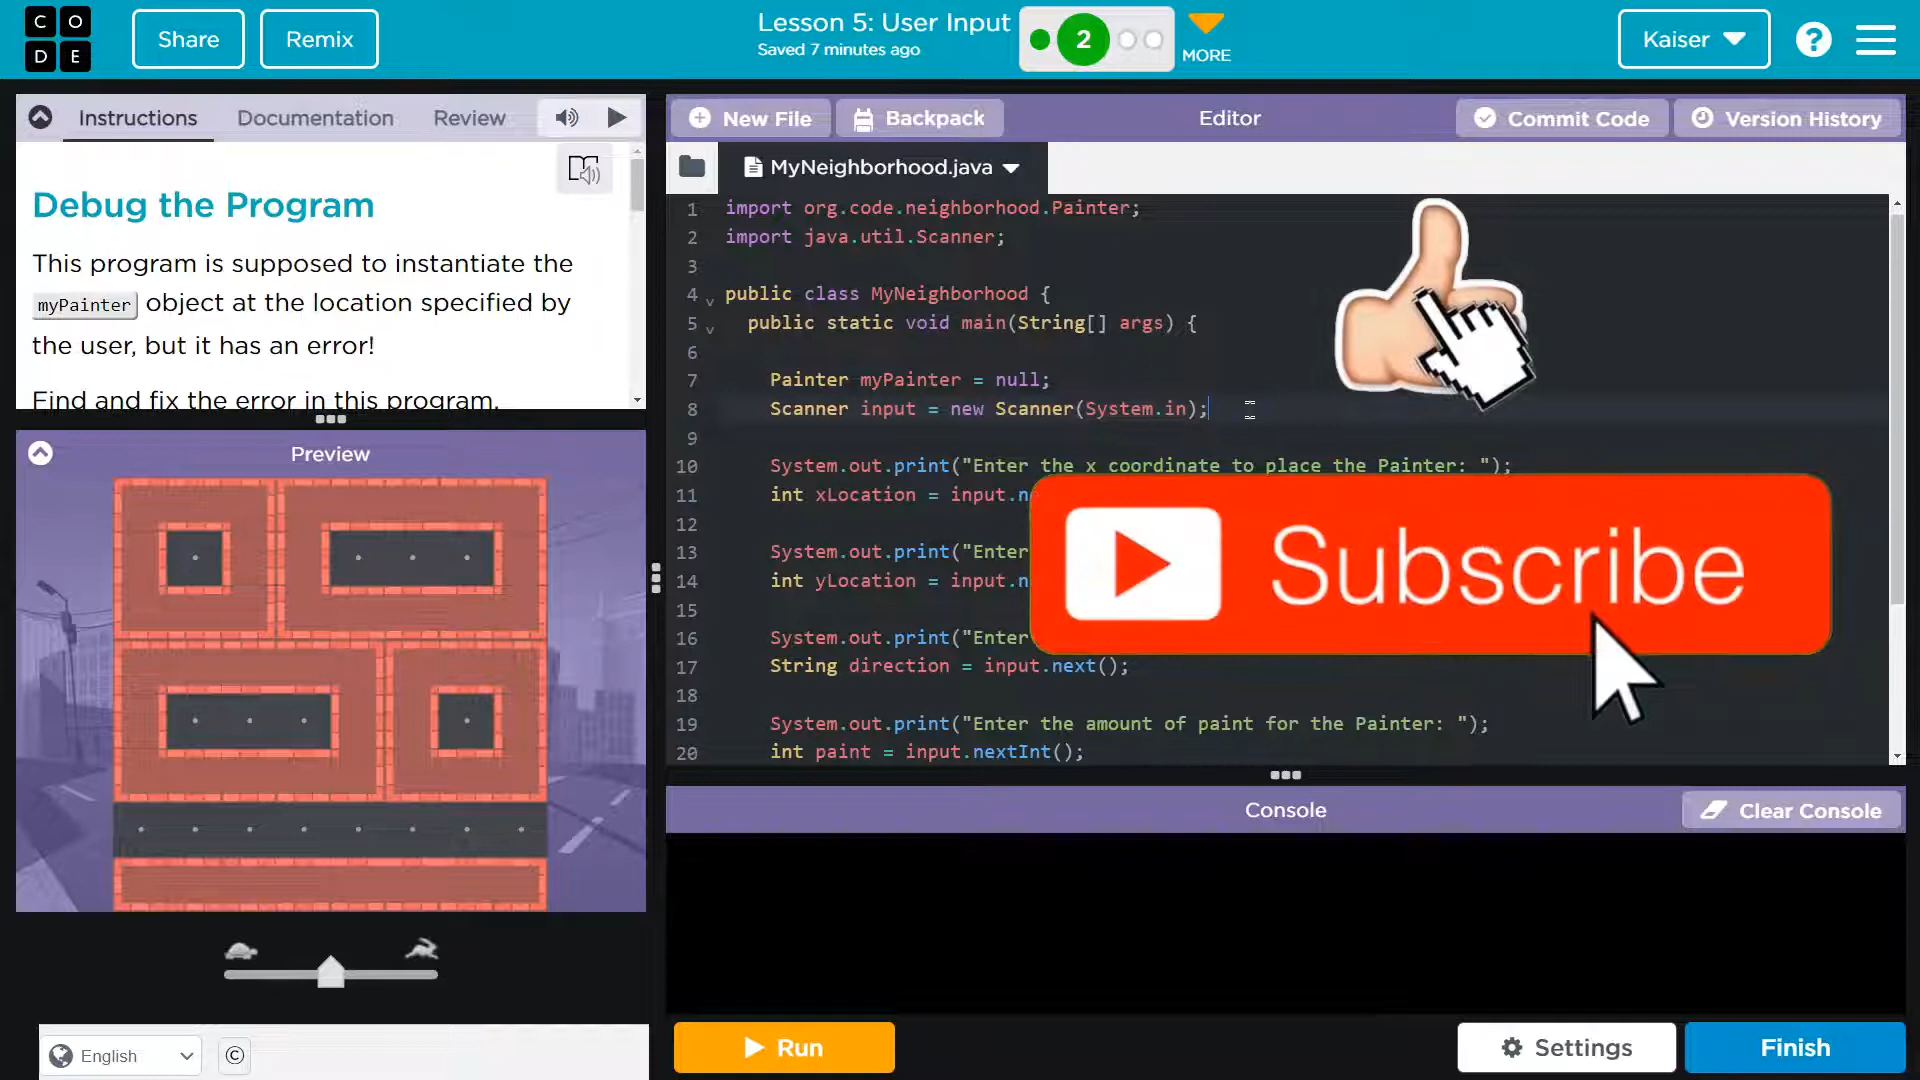 CODE
Share
Remix
Lesson 5: User Input
Saved 7 minutes ago
2
MORE
Kaiser
?
Instructions
Documentation
Review
Debug the Program
This program is supposed to instantiate the
myPainter object at the location specified by
the user, but it has an error!
Find and fix the error in this program.
Preview
English
©
New File
Backpack
Editor
Commit Code
Version History
MyNeighborhood.java
1 import org.code.neighborhood.Painter;
2 import java.util.Scanner;
3
4 public class MyNeighborhood {
5 public static void main(String[] args) {
6
7 Painter myPainter = null;
8 Scanner input = new Scanner(System.in);
9
10 System.out.print("Enter the x coordinate to place the Painter: ");
11 int xLocation = input.n
12
13 System.out.print("Enter
14 int yLocation = input.n
15
16 System.out.print("Enter
17 String direction = input.next();
18
19 System.out.print("Enter the amount of paint for the Painter: ");
20 int paint = input.nextInt();
Subscribe
Console
Clear Console
Run
Settings
Finish